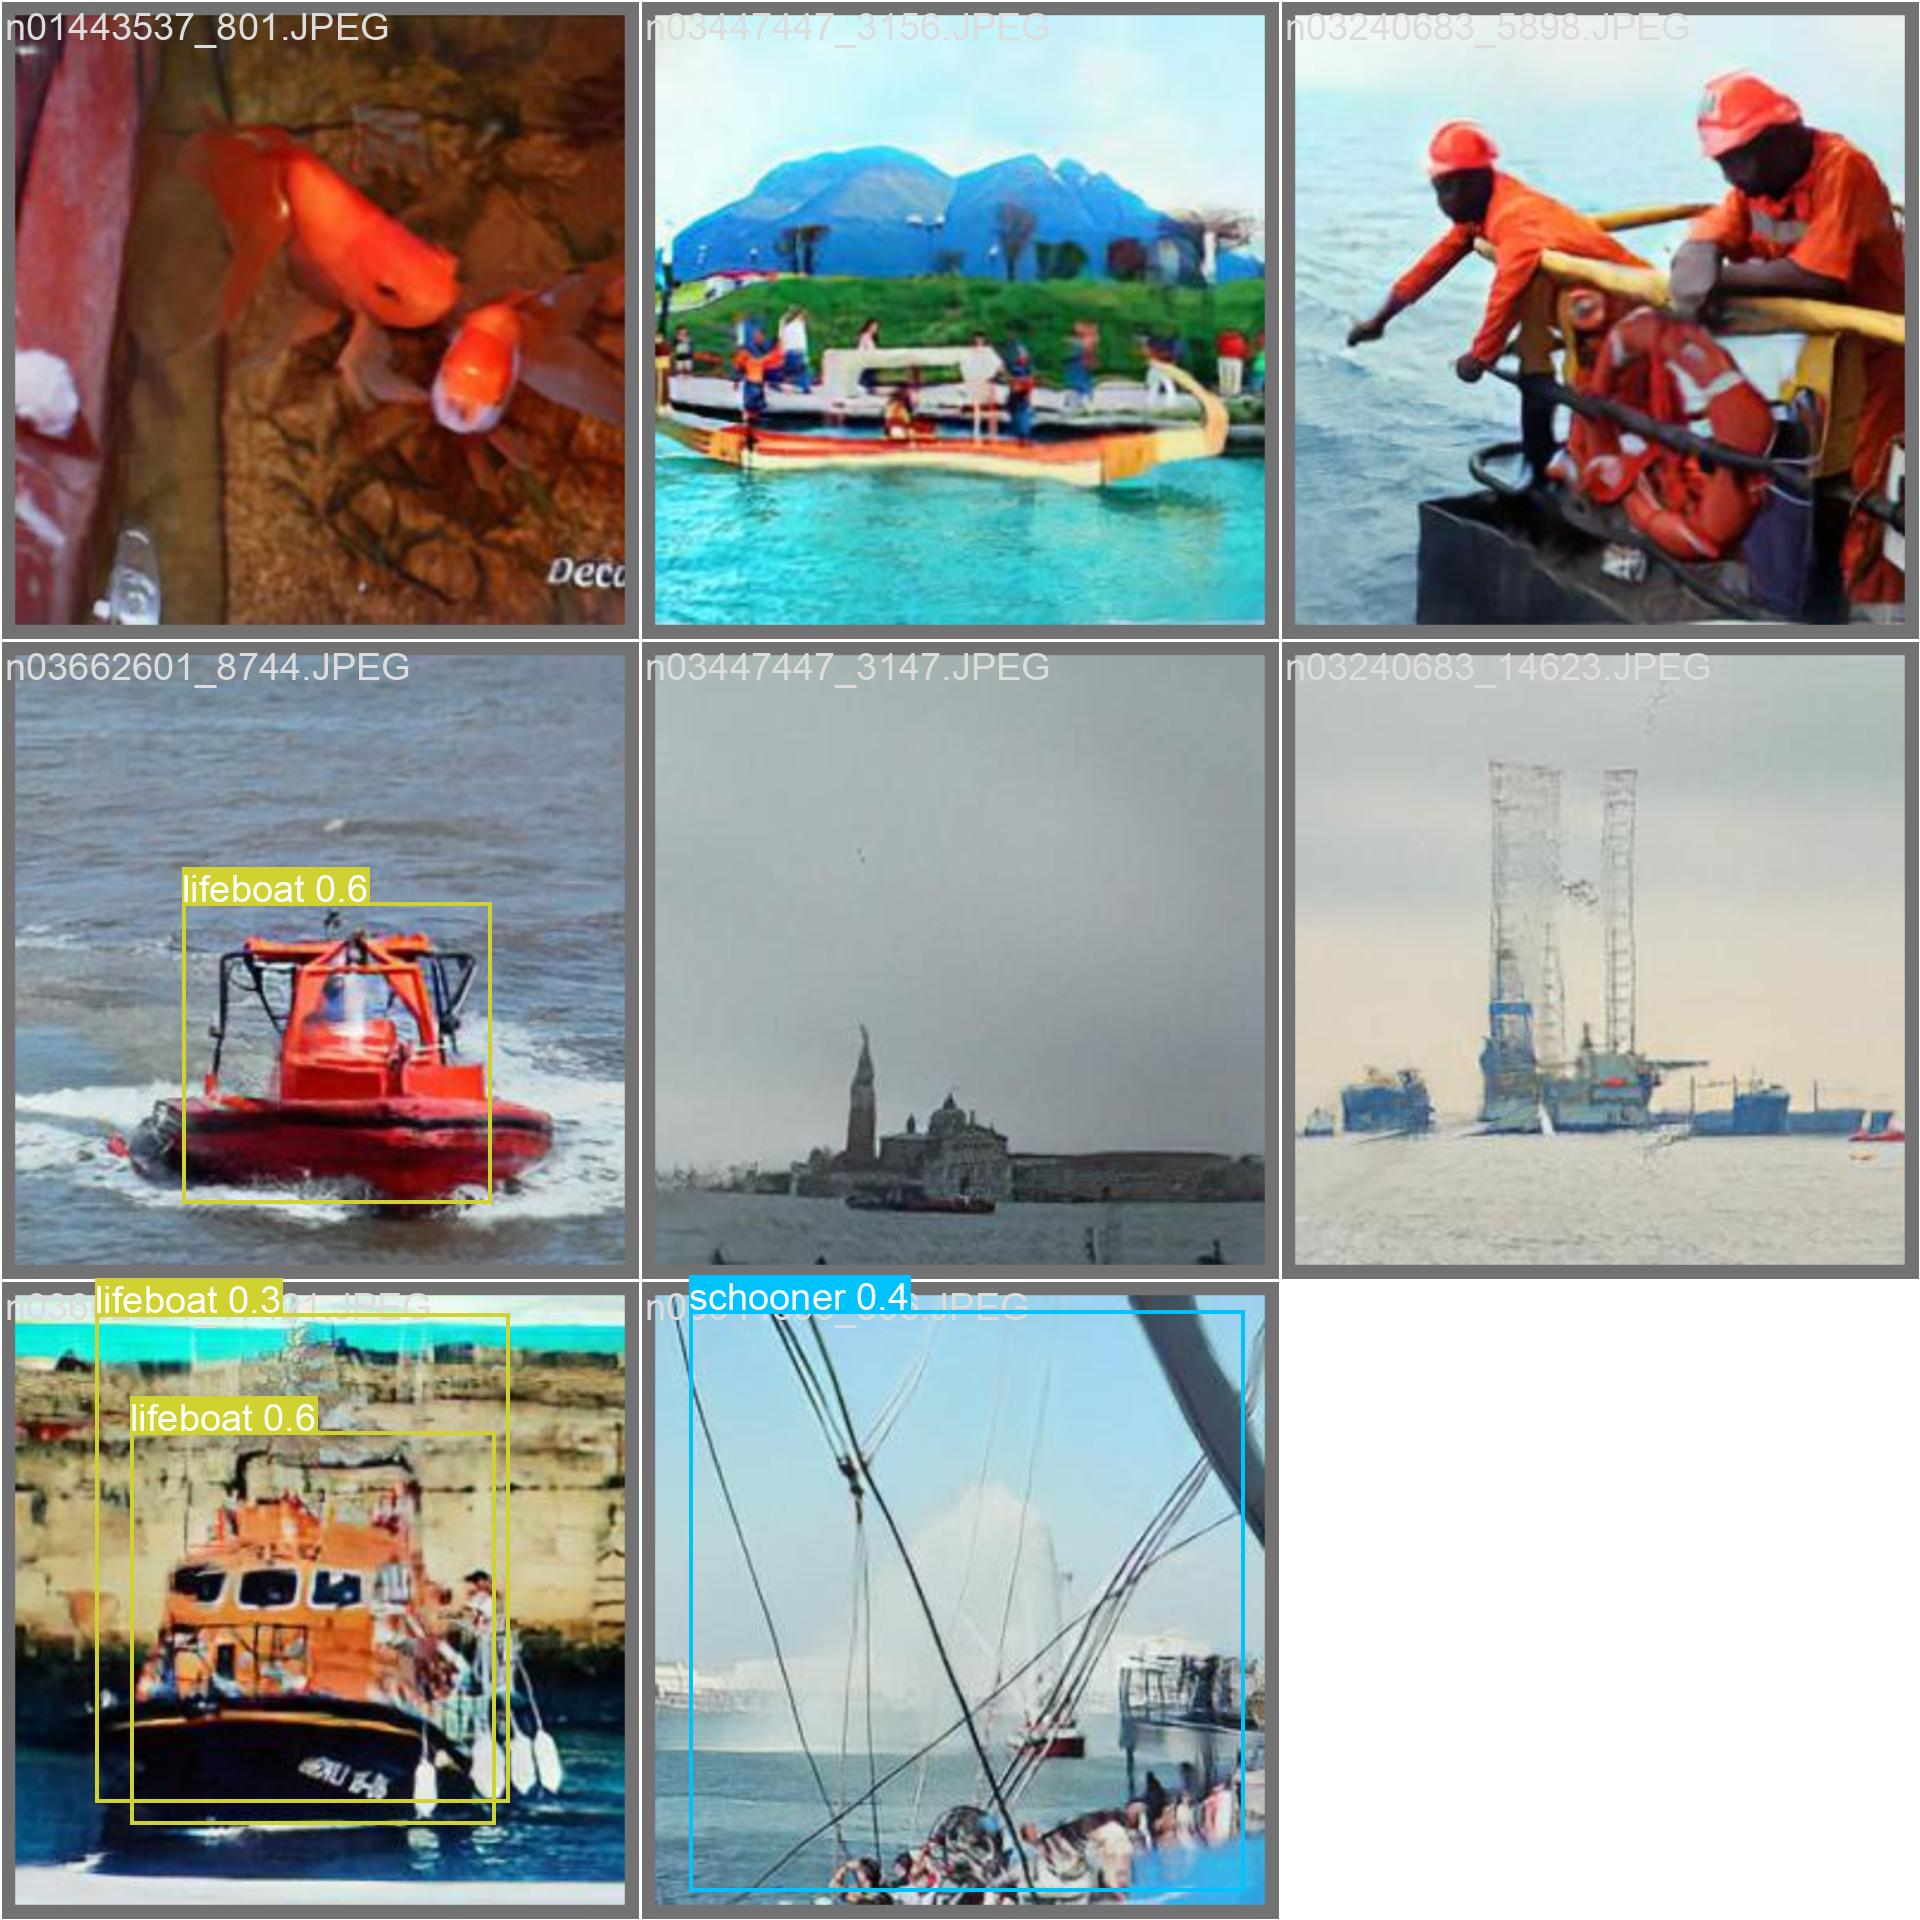 n01443537_801.JPEG
n03447447_3156.JPEG
n03240683_5898.JPEG
Deco
n03662601_8744.JPEG
n03447447_3147.JPEG
n03240683_14623.JPEG
lifeboat 0.6
lifeboat 0.3
schooner 0.4
lifeboat 0.6